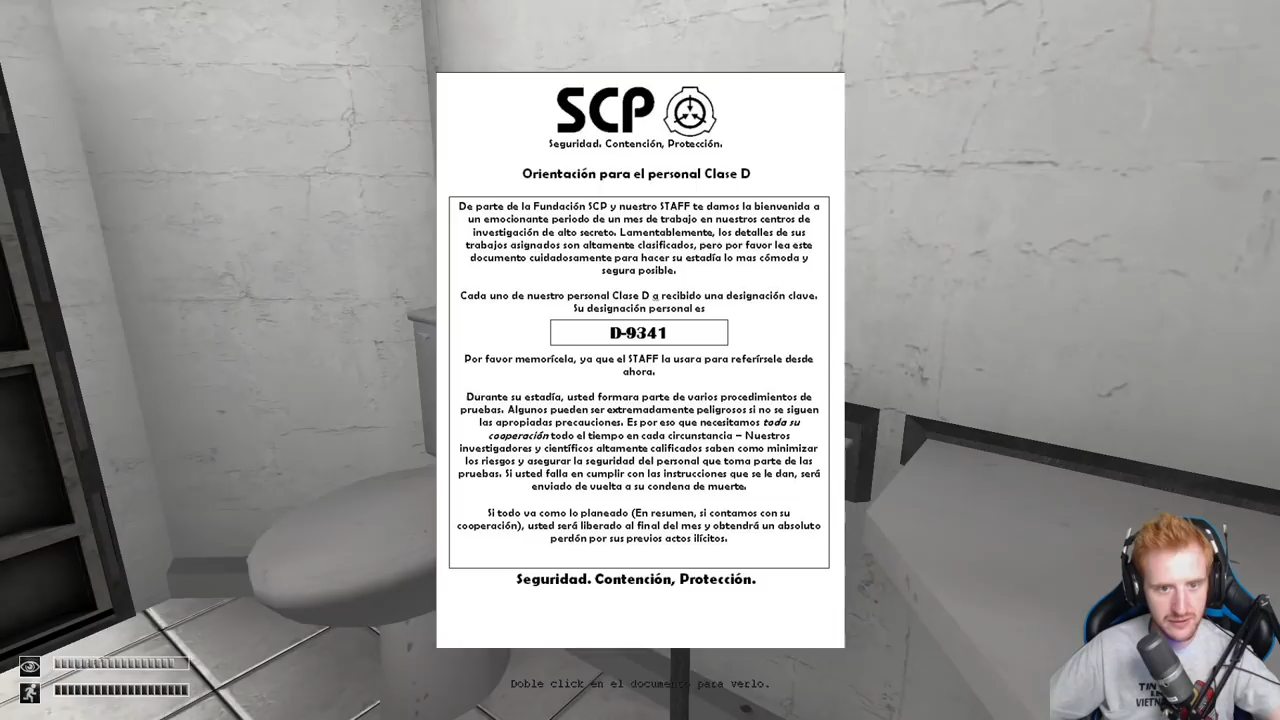 SCP
Seguridad. Contención, Protección.
Orientación para el personal Clase D
De parte de la Fundación SCP y nuestro STAFF te damos la bienvenida a
un emocionante periodo de un mes de trabajo en nuestros centros de
investigación de alto secreto. Lamentablemente, los detalles de sus
trabajos asignados son altamente clasificados, pero por favor lea este
documento cuidadosamente para hacer su estadía lo mas cómoda y
segura posible.
Cada uno de nuestro personal Clase D a recibido una designación clave.
Su designación personal es
D-9341
Por favor memorícela, ya que el STAFF la usara para referírsele desde
ahora.
Durante su estadía, usted formara parte de varios procedimientos de
pruebas. Algunos pueden ser extremadamente peligrosos si no se siguen
las apropiadas precauciones. Es por eso que necesitamos toda su
cooperación todo el tiempo en cada circunstancia – Nuestros
investigadores y científicos altamente calificados saben como minimizar
los riesgos y asegurar la seguridad del personal que toma parte de las
pruebas. Si usted falla en cumplir con las instrucciones que se le dan, será
enviado de vuelta a su condena de muerte.
Si todo va como lo planeado (En resumen, si contamos con su
cooperación), usted será liberado al final del mes y obtendrá un absoluto
perdón por sus previos actos ilícitos.
Seguridad. Contención, Protección.
Doble click en el documento para verlo.
TIN
VIETN